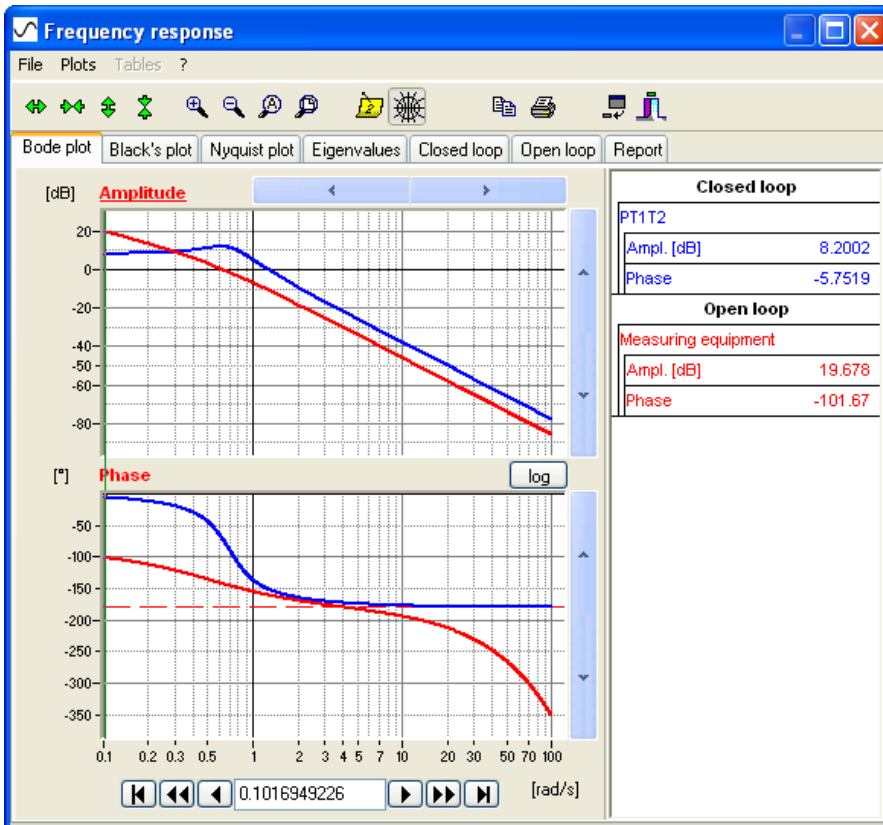 Frequency response
File Plots Tables ?
Bode plot Black's plot Nyquist plot Eigenvalues Closed loop Open loop Report
[dB] Amplitude
20
0
-20
-40
-50
-60
-80
[°] Phase log
-50
-100
-150
-200
-250
-300
-350
0.1 0.2 0.3 0.5 1 2 3 4 5 7 10 20 30 50 70 100
0.1016949226 [rad/s]
Closed loop
PT1T2
Ampl. [dB] 8.2002
Phase -5.7519
Open loop
Measuring equipment
Ampl. [dB] 19.678
Phase -101.67